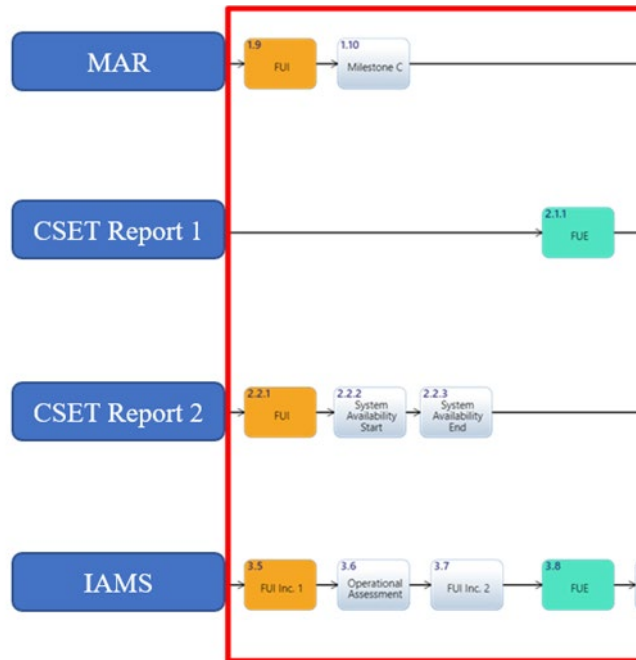 MAR
1.9
FUI
1.10
Milestone C
CSET Report 1
2.1.1
FUE
CSET Report 2
2.2.1
FUI
2.2.2
System
Availability
Start
2.2.3
System
Availability
End
IAMS
3.5
FUI Inc. 1
3.6
Operational
Assessment
3.7
FUI Inc. 2
3.8
FUE